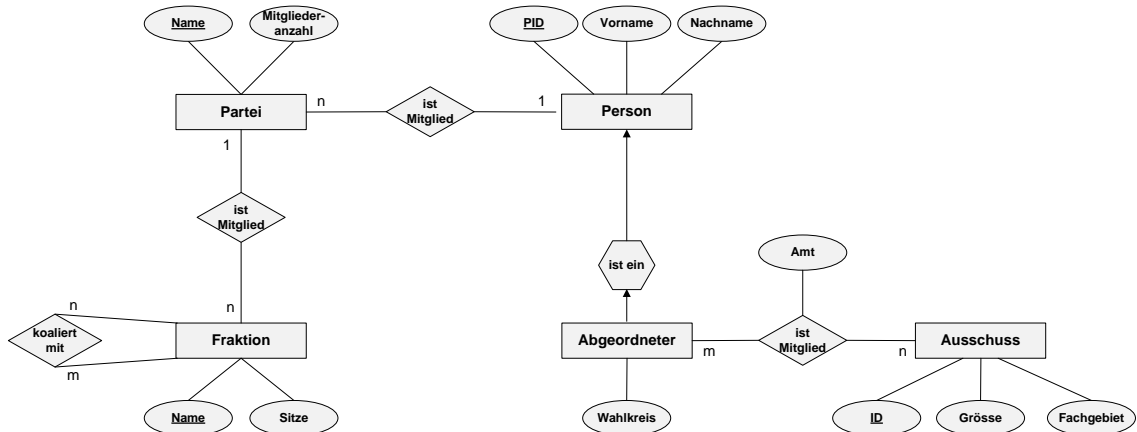 Name
Mitglieder-
anzahl
PID
Vorname
Nachname
Partei
n
ist
Mitglied
1
Person
1
ist
Mitglied
n
ist ein
Amt
koaliert
mit
n
m
Fraktion
Abgeordneter
m
ist
Mitglied
n
Ausschuss
Name
Sitze
Wahlkreis
ID
Grösse
Fachgebiet